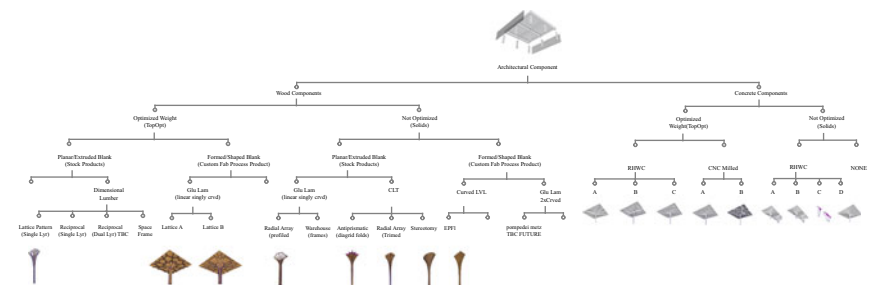 Architectural Component
Wood Components
Concrete Components
Optimized Weight
(TopOpt)
Not Optimized
(Solids)
Optimized
Weight(TopOpt)
Not Optimized
(Solids)
Planar/Extruded Blank
(Stock Products)
Formed/Shaped Blank
(Custom Fab Process Product)
Planar/Extruded Blank
(Stock Products)
Formed/Shaped Blank
(Custom Fab Process Product)
RHWC
CNC Milled
RHWC
NONE
Dimensional
Lumber
Glu Lam
(linear singly crvd)
Glu Lam
(linear singly crvd)
CLT
Curved LVL
Glu Lam
2xCrved
A
B
C
A
B
A
B
C
D
Lattice Pattern
(Single Lyr)
Reciprocal
(Single Lyr)
Reciprocal
(Dual Lyr) TBC
Space
Frame
Lattice A
Lattice B
Radial Array
(profiled
Warehouse
(frames)
Antiprismatic
(diagrid folds)
Radial Array
(Trimed
Stereotomy
EPFl
pompedei metz
TBC FUTURE